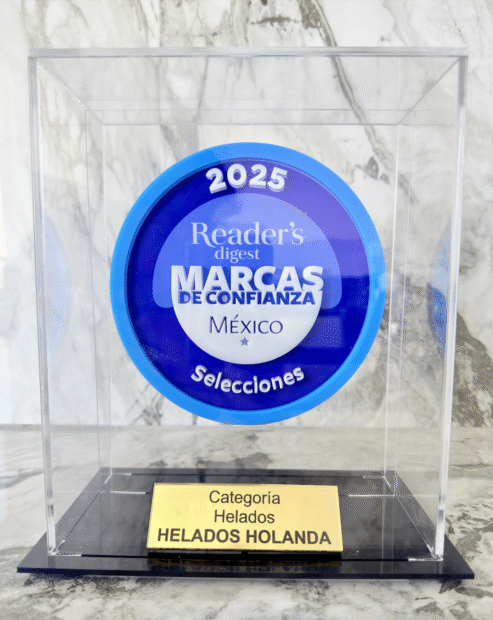 2025
Reader's
digest
MARCAS
DE CONFIANZA
MÉXICO
Selecciones
Categoría
Helados
HELADOS HOLANDA